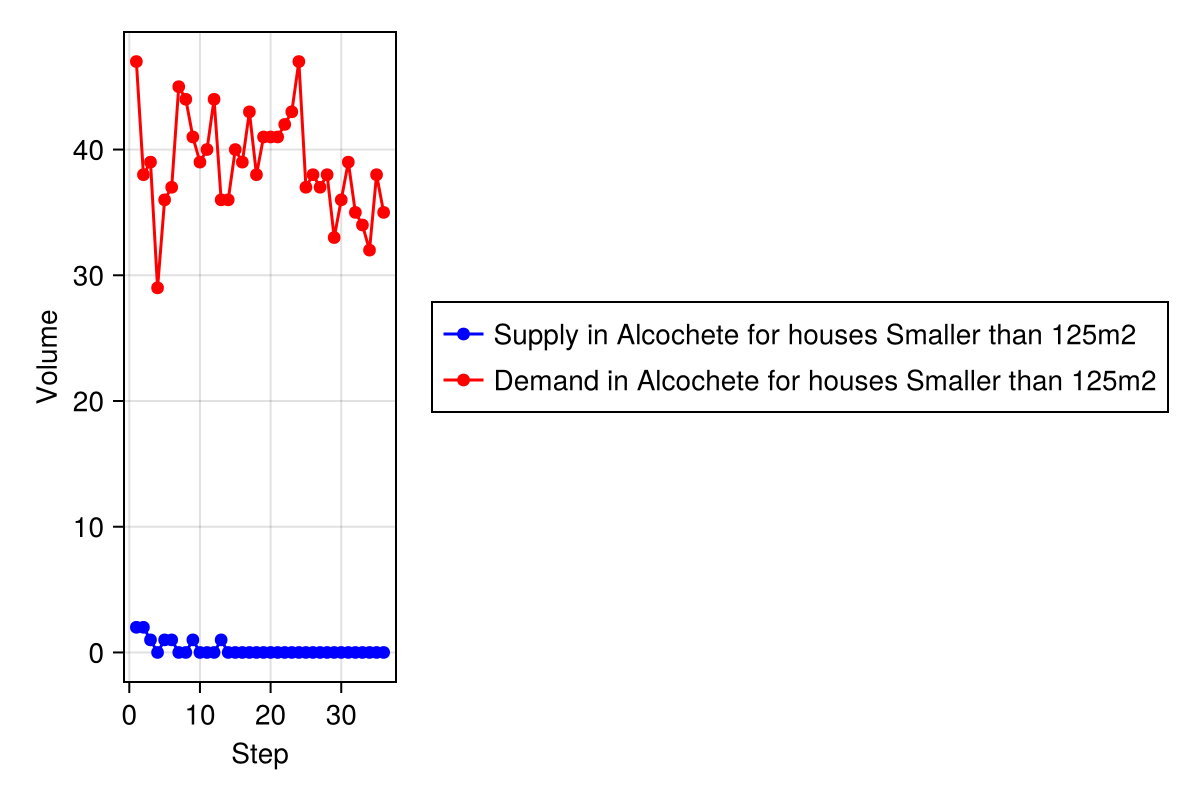 Volume
40
30
20
10
0
0 10 20 30
Step
Supply in Alcochete for houses Smaller than 125m2
Demand in Alcochete for houses Smaller than 125m2